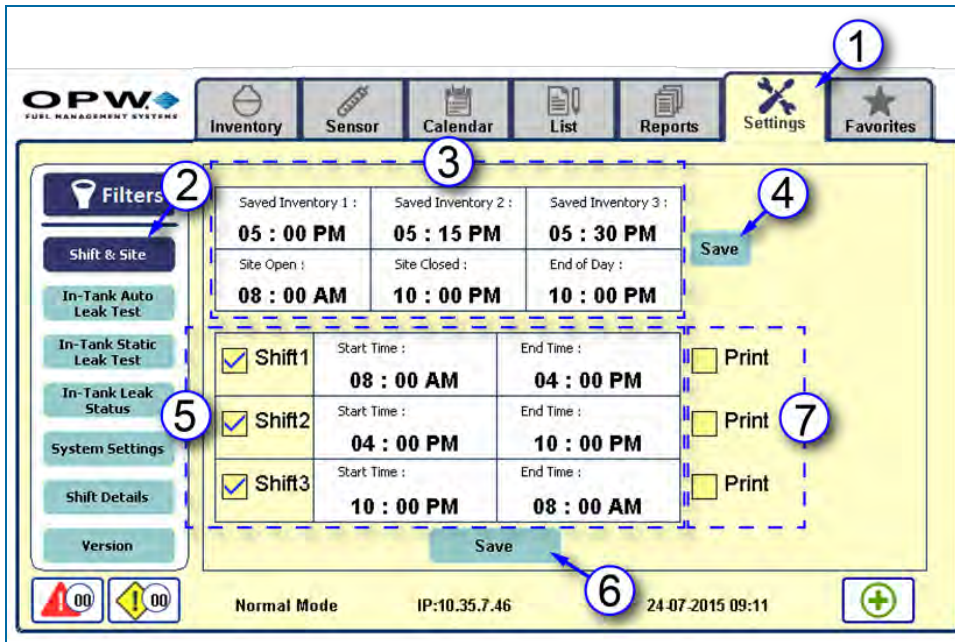 1
OPW
FUEL MANAGEMENT SYSTEMS
Inventory Sensor Calendar List Reports Settings Favorites
3
Filters 2
Saved Inventory 1 : Saved Inventory 2 : Saved Inventory 3 : 4
05 : 00 PM 05 : 15 PM 05 : 30 PM Save
Shift & Site
Site Open : Site Closed : End of Day :
08 : 00 AM 10 : 00 PM 10 : 00 PM
In-Tank Auto
Leak Test
In-Tank Static
Leak Test
In-Tank Leak
Status
System Settings
Shift Details
Version
5
Shift1 Start Time : End Time : Print
08 : 00 AM 04 : 00 PM
Shift2 Start Time : End Time : Print 7
04 : 00 PM 10 : 00 PM
Shift3 Start Time : End Time : Print
10 : 00 PM 08 : 00 AM
Save
6
00 00 Normal Mode IP:10.35.7.46 24-07-2015 09:11